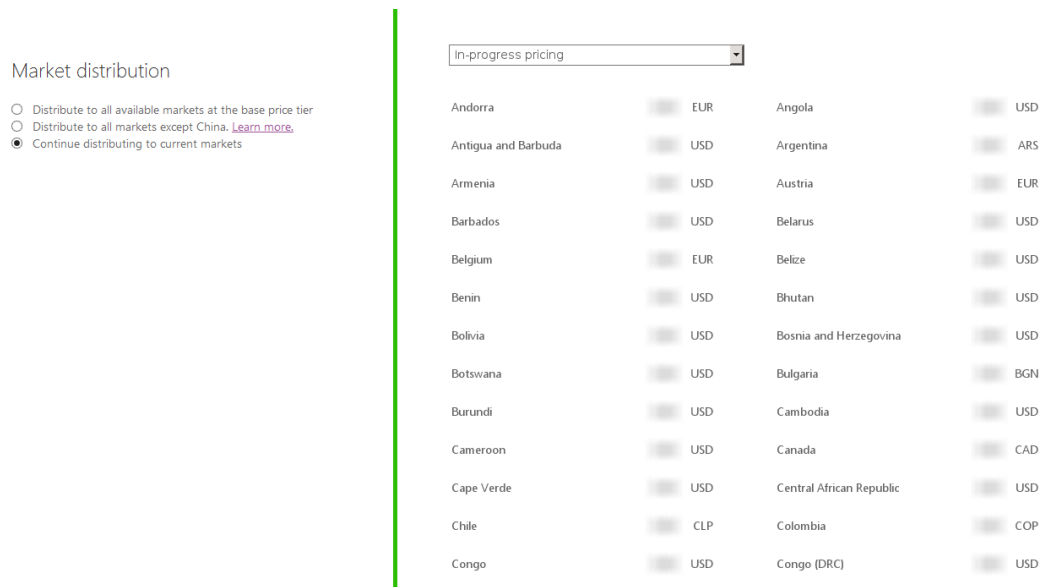 Market distribution
Distribute to all available markets at the base price tier
Distribute to all markets except China. Learn more.
Continue distributing to current markets
In-progress pricing
Andorra EUR Angola USD
Antigua and Barbuda USD Argentina ARS
Armenia USD Austria EUR
Barbados USD Belarus USD
Belgium EUR Belize USD
Benin USD Bhutan USD
Bolivia USD Bosnia and Herzegovina USD
Botswana USD Bulgaria BGN
Burundi USD Cambodia USD
Cameroon USD Canada CAD
Cape Verde USD Central African Republic USD
Chile CLP Colombia COP
Congo USD Congo (DRC) USD